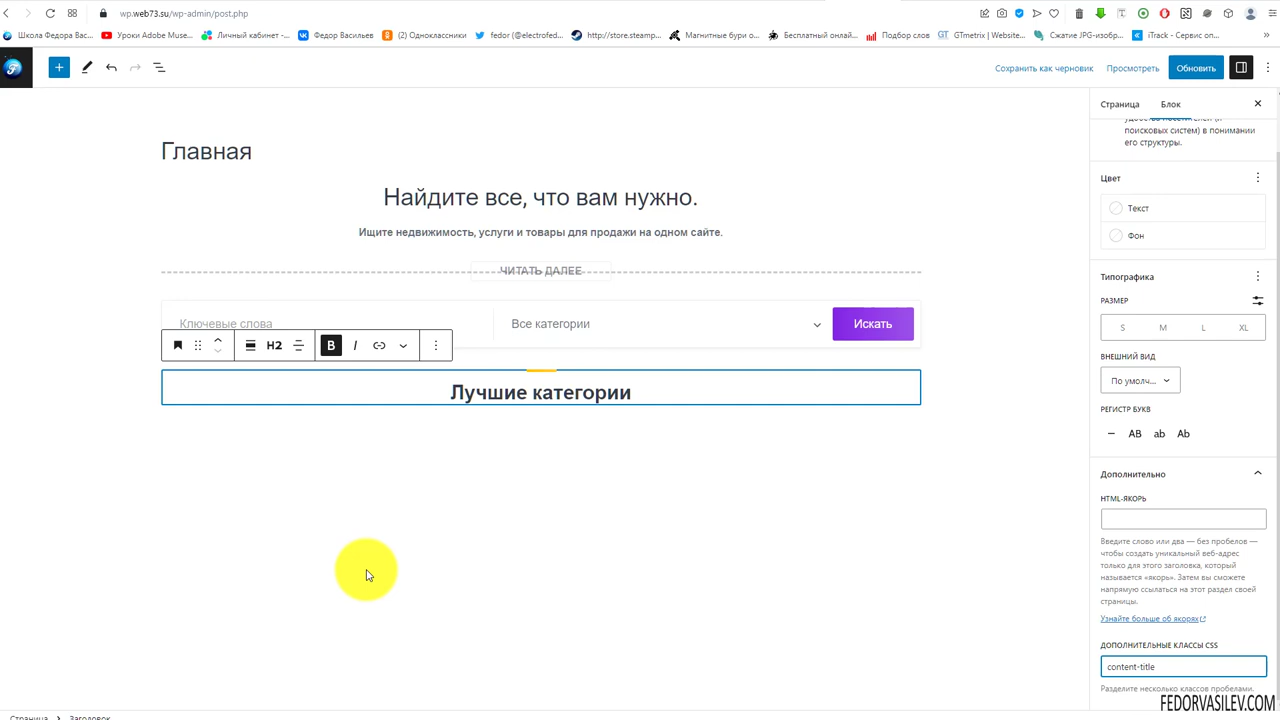 wp.web73.su/wp-admin/post.php
Школа Федора Вас...
Уроки Adobe Muse...
Личный кабинет -...
Федор Васильев
(2) Одноклассники
fedor (@electrofed...
http://store.steamp...
Магнитные бури о...
Бесплатный онлай...
Подбор слов
GTmetrix | Website...
Сжатие JPG-изобр...
iTrack - Сервис оп...
Сохранить как черновик
Просмотреть
Обновить
Главная
Найдите все, что вам нужно.
Ищите недвижимость, услуги и товары для продажи на одном сайте.
ЧИТАТЬ ДАЛЕЕ
Ключевые слова
Все категории
Искать
H2
B
I
Лучшие категории
Страница
Блок
поисковых систем) в понимании
его структуры.
Цвет
Текст
Фон
Типографика
РАЗМЕР
S
M
L
XL
ВНЕШНИЙ ВИД
По умолч...
РЕГИСТР БУКВ
—
AB
ab
Ab
Дополнительно
HTML-ЯКОРЬ
Введите слово или два — без пробелов —
чтобы создать уникальный веб-адрес
только для этого заголовка, который
называется «якорь». Затем вы сможете
напрямую ссылаться на этот раздел своей
страницы.
Узнайте больше об якорях
ДОПОЛНИТЕЛЬНЫЕ КЛАССЫ CSS
content-title
Разделите несколько классов пробелами.
FEDORVASILEV.COM
Страница
Заголовок